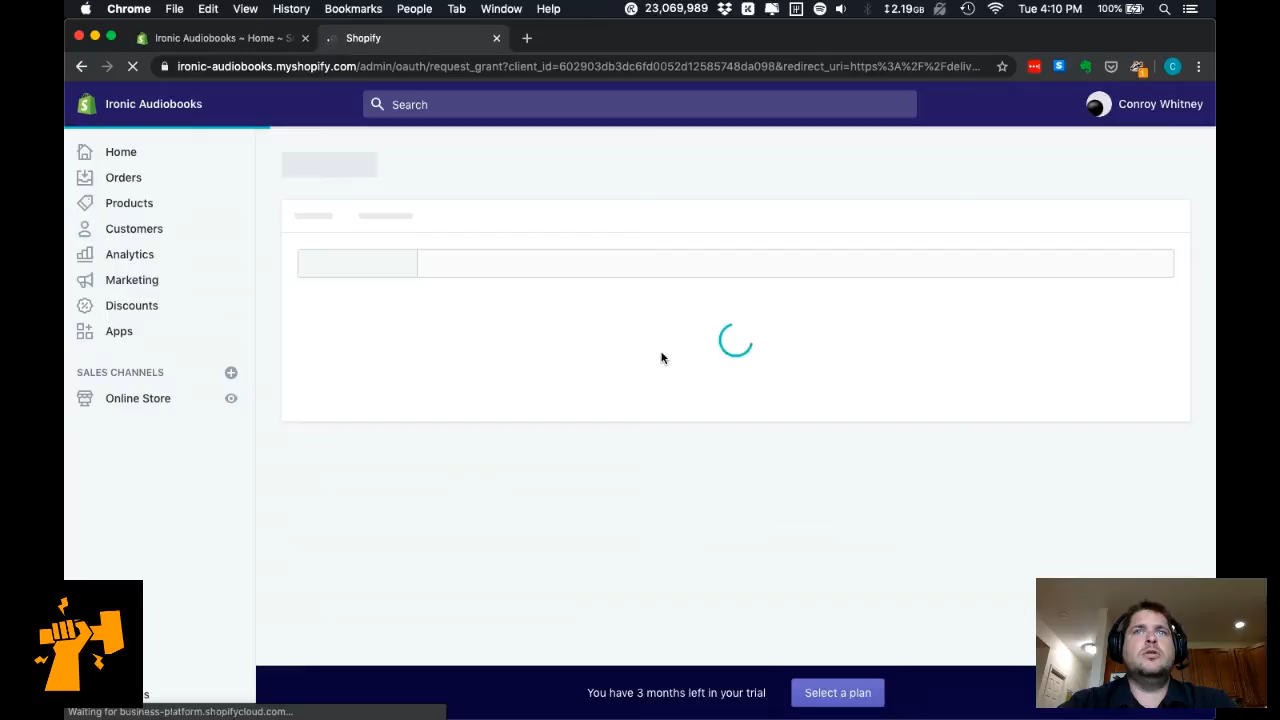 Chrome File Edit View History Bookmarks People Tab Window Help 23,069,989 2.19GB Tue 4:10 PM 100%
Ironic Audiobooks ~ Home ~ S
Shopify
ironic-audiobooks.myshopify.com/admin/oauth/request_grant?client_id=602903db3dc6fd0052d12585748da098&redirect_uri=https%3A%2F%2Fdeliv...
Ironic Audiobooks
Search
Conroy Whitney
Home
Orders
Products
Customers
Analytics
Marketing
Discounts
Apps
SALES CHANNELS
Online Store
You have 3 months left in your trial
Select a plan
Waiting for business-platform.shopifycloud.com...